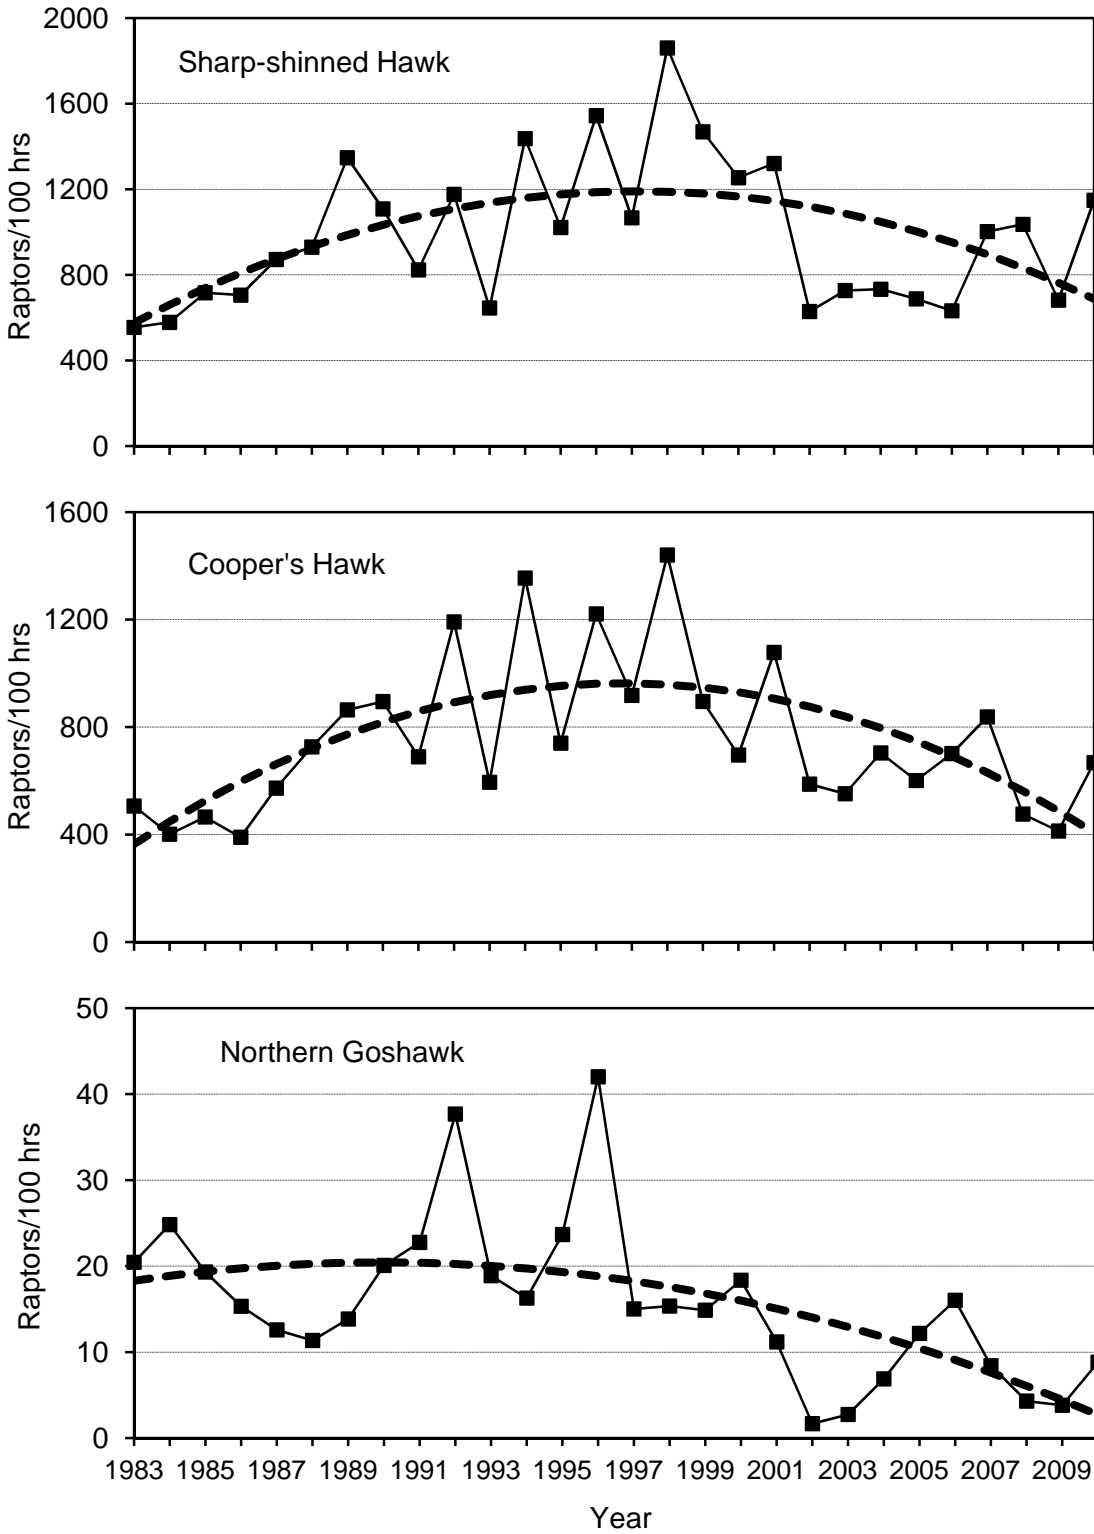 2000
Sharp-shinned Hawk
1600
1200
800
400
0
Raptors/100 hrs
1600
Cooper's Hawk
1200
800
400
0
Raptors/100 hrs
50
Northern Goshawk
40
30
20
10
0
Raptors/100 hrs
1983 1985 1987 1989 1991 1993 1995 1997 1999 2001 2003 2005 2007 2009
Year